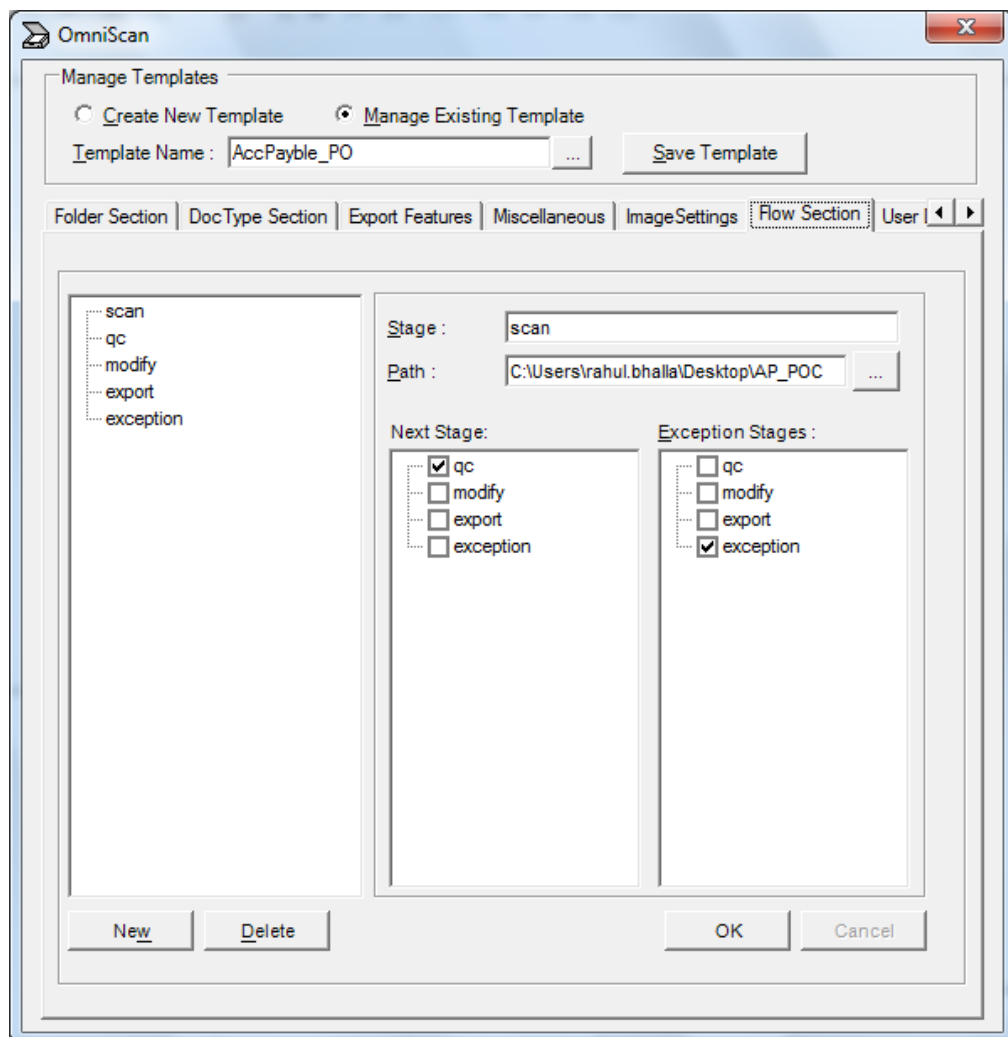 OmniScan
Manage Templates
Create New Template Manage Existing Template
Template Name : AccPayble_PO ... Save Template
Folder Section DocType Section Export Features Miscellaneous ImageSettings Flow Section User
scan
qc
modify
export
exception
Stage : scan
Path : C:\Users\rahul.bhalla\Desktop\AP_POC ...
Next Stage:
qc
modify
export
exception
Exception Stages :
qc
modify
export
exception
New Delete OK Cancel